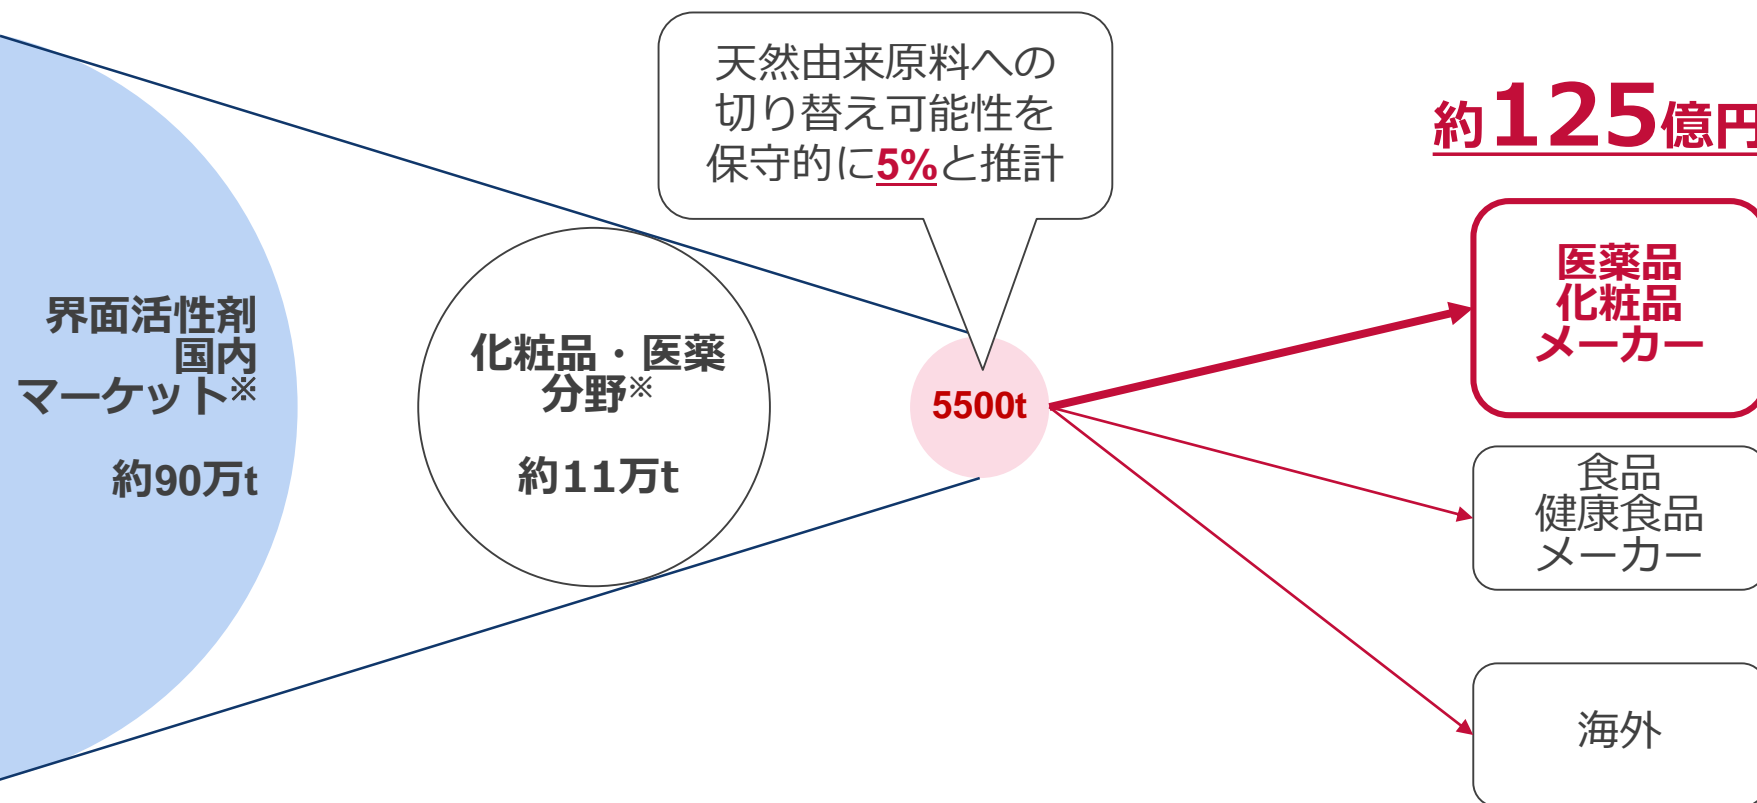 界面活性剤
国内
マーケット※
約90万t
化粧品・医薬
分野※
約11万t
天然由来原料への
切り替え可能性を
保守的に5%と推計
5500t
約125億円
医薬品
化粧品
メーカー
食品
健康食品
メーカー
海外